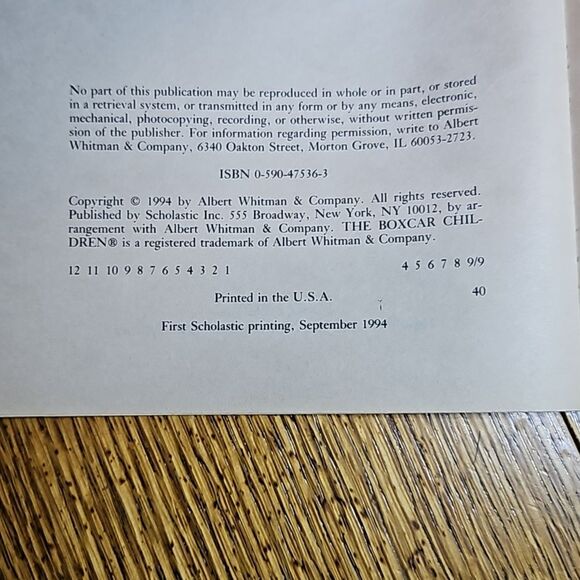 No part of this publication may be reproduced in whole or in part, or stored
in a retrieval system, or transmitted in any form or by any means, electronic,
mechanical, photocopying, recording, or otherwise, without written permis-
sion of the publisher. For information regarding permission, write to Albert
Whitman & Company, 6340 Oakton Street, Morton Grove, IL 60053-2723.
ISBN 0-590-47536-3
Copyright © 1994 by Albert Whitman & Company. All rights reserved.
Published by Scholastic Inc. 555 Broadway, New York, NY 10012, by ar-
rangement with Albert Whitman & Company. THE BOXCAR CHIL-
DREN® is a registered trademark of Albert Whitman & Company.
12 11 10 9 8 7 6 5 4 3 2 1 4 5 6 7 8 9/9
Printed in the U.S.A. 40
First Scholastic printing, September 1994